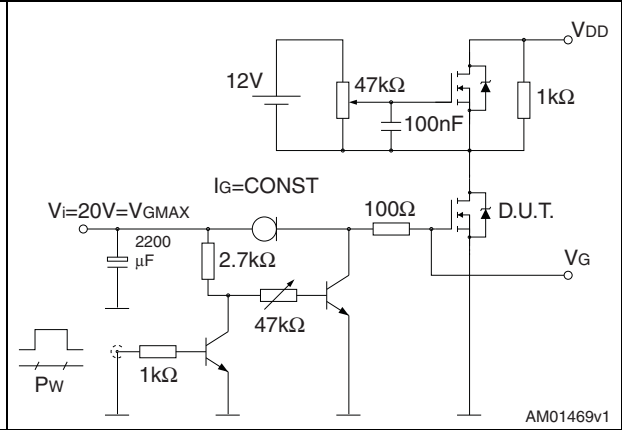 VDD
12V
47kΩ
1kΩ
100nF
IG=CONST
Vi=20V=VGMAX
100Ω
D.U.T.
2200
μF
2.7kΩ
VG
47kΩ
1kΩ
PW
AM01469v1